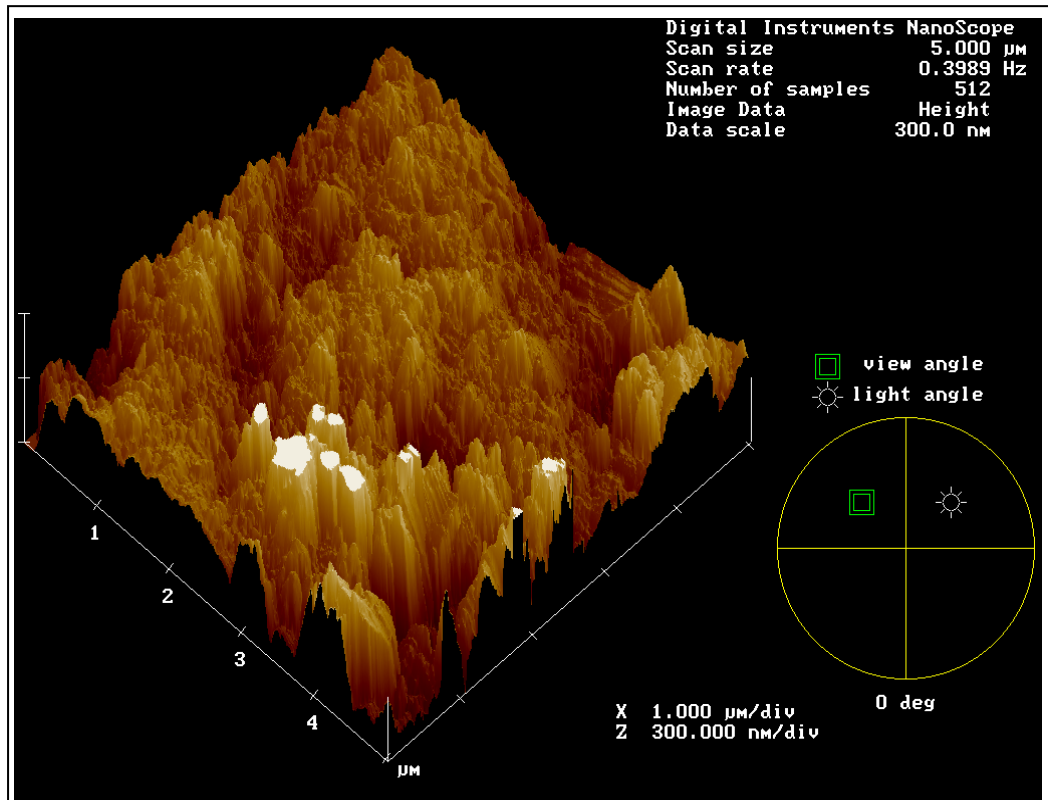 Digital Instruments NanoScope
Scan size 5.000 µm
Scan rate 0.3989 Hz
Number of samples 512
Image Data Height
Data scale 300.0 nm
view angle
light angle
1
2
3
4
µm
0 deg
X 1.000 µm/div
Z 300.000 nm/div